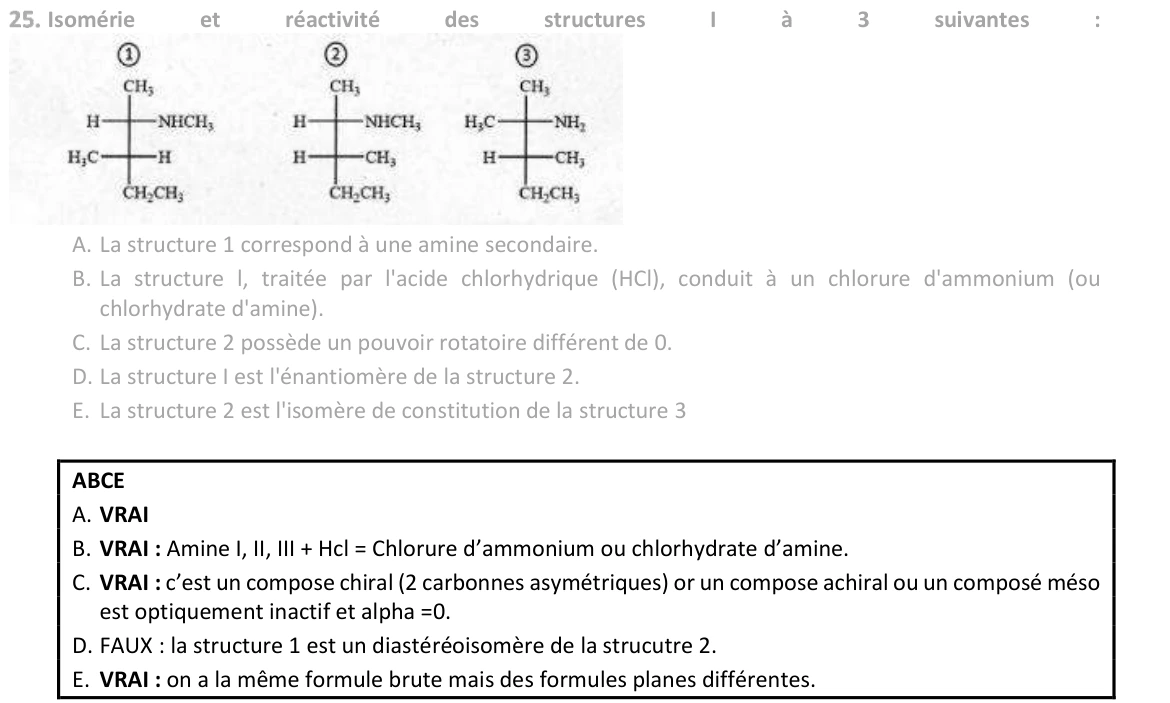 25. Isomérie et réactivité des structures I à 3 suivantes :
① ② ③
CH₃ CH₃ CH₃
H NHCH₃ H NHCH₃ H₃C NH₂
H₃C H H CH₃ H CH₃
CH₂CH₃ CH₂CH₃ CH₂CH₃
A. La structure 1 correspond à une amine secondaire.
B. La structure l, traitée par l'acide chlorhydrique (HCl), conduit à un chlorure d'ammonium (ou
chlorhydrate d'amine).
C. La structure 2 possède un pouvoir rotatoire différent de 0.
D. La structure I est l'énantiomère de la structure 2.
E. La structure 2 est l'isomère de constitution de la structure 3
ABCE
A. VRAI
B. VRAI : Amine I, II, III + Hcl = Chlorure d’ammonium ou chlorhydrate d’amine.
C. VRAI : c’est un compose chiral (2 carbonnes asymétriques) or un compose achiral ou un composé méso
est optiquement inactif et alpha =0.
D. FAUX : la structure 1 est un diastéréoisomère de la strucutre 2.
E. VRAI : on a la même formule brute mais des formules planes différentes.